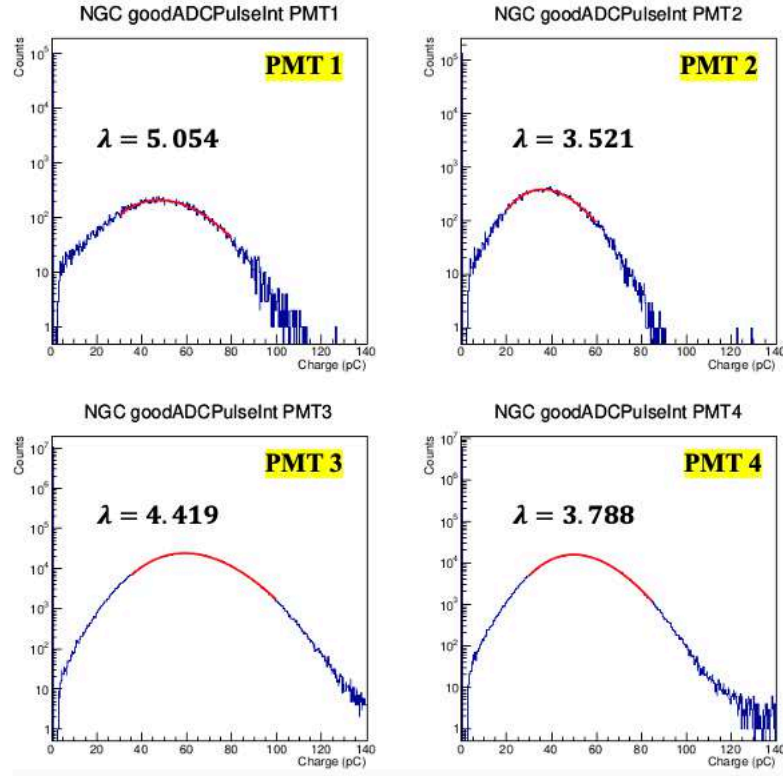 NGC goodADCPulseInt PMT1
Counts
PMT 1
λ = 5.054
10⁵
10⁴
10³
10²
10
1
0 20 40 60 80 100 120 140
Charge (pC)
NGC goodADCPulseInt PMT2
Counts
PMT 2
λ = 3.521
10⁵
10⁴
10³
10²
10
1
0 20 40 60 80 100 120 140
Charge (pC)
NGC goodADCPulseInt PMT3
Counts
PMT 3
λ = 4.419
10⁷
10⁶
10⁵
10⁴
10³
10²
10
1
0 20 40 60 80 100 120 140
Charge (pC)
NGC goodADCPulseInt PMT4
Counts
PMT 4
λ = 3.788
10⁷
10⁶
10⁵
10⁴
10³
10²
10
1
0 20 40 60 80 100 120 140
Charge (pC)